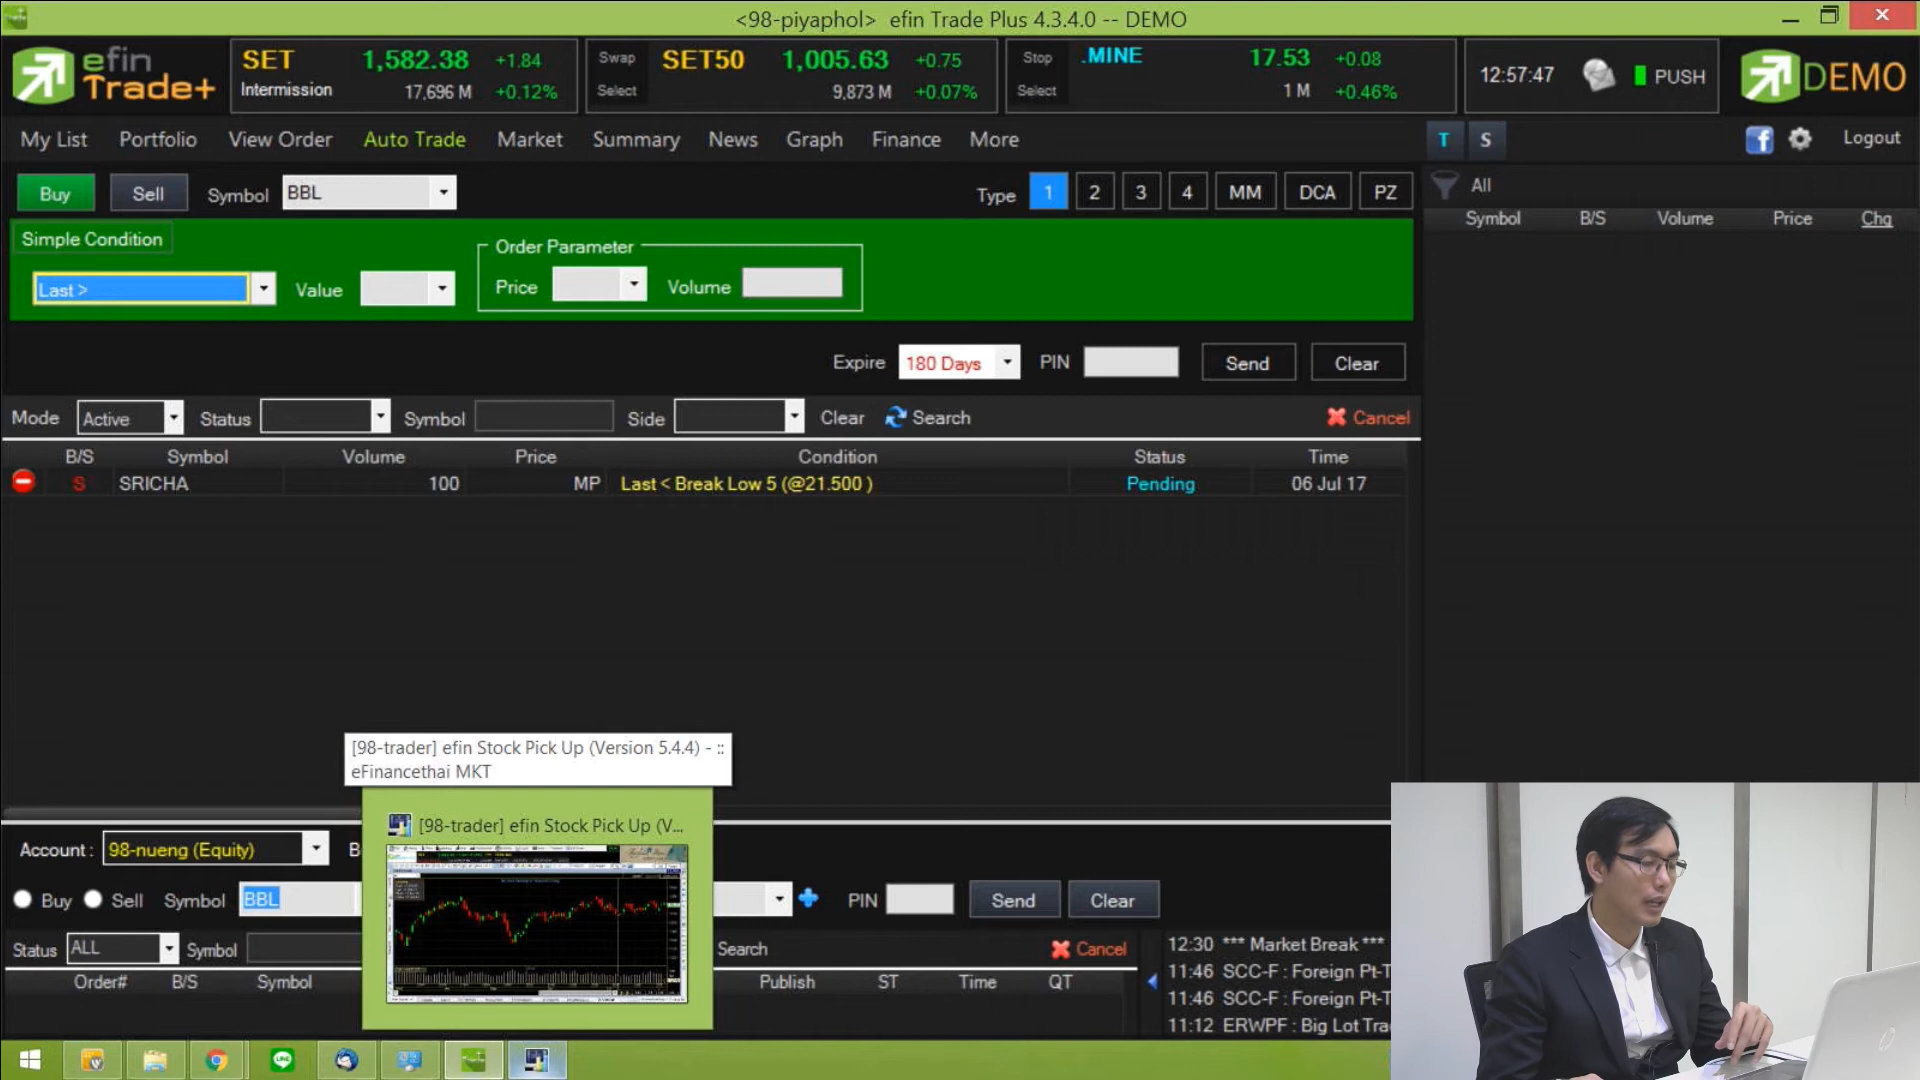 <98-piyaphol> efin Trade Plus 4.3.4.0 -- DEMO
efin Trade+
SET 1,582.38 +1.84
Intermission 17,696 M +0.12%
Swap SET50 1,005.63 +0.75
Select 9,873 M +0.07%
Stop .MINE 17.53 +0.08
Select 1 M +0.46%
12:57:47 PUSH DEMO
My List Portfolio View Order Auto Trade Market Summary News Graph Finance More T S f Logout
Buy Sell Symbol BBL Type 1 2 3 4 MM DCA PZ
All
Symbol B/S Volume Price Chg
Simple Condition
Order Parameter
Last > Value Price Volume
Expire 180 Days PIN Send Clear
Mode Active Status Symbol Side Clear Search Cancel
B/S Symbol Volume Price Condition Status Time
S SRICHA 100 MP Last < Break Low 5 (@21.500 ) Pending 06 Jul 17
[98-trader] efin Stock Pick Up (Version 5.4.4) - ::
eFinancethai MKT
[98-trader] efin Stock Pick Up (V...
Account : 98-nueng (Equity) B
Buy Sell Symbol BBL PIN Send Clear
Status ALL Symbol Search Cancel
Order# B/S Symbol Publish ST Time QT
12:30 *** Market Break ***
11:46 SCC-F : Foreign Pt-T
11:46 SCC-F : Foreign Pt-T
11:12 ERWPF : Big Lot Tra
LINE